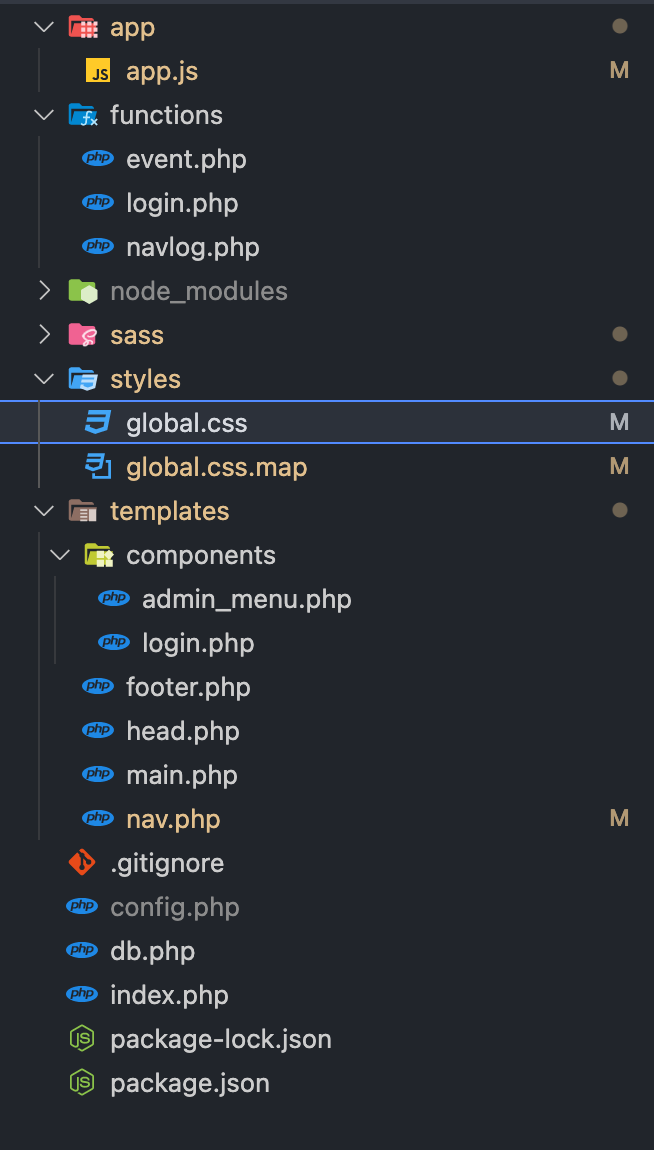 app
JS app.js M
functions
php event.php
php login.php
php navlog.php
node_modules
sass
styles
global.css M
global.css.map M
templates
components
php admin_menu.php
php login.php
php footer.php
php head.php
php main.php
php nav.php M
.gitignore
php config.php
php db.php
php index.php
JS package-lock.json
JS package.json